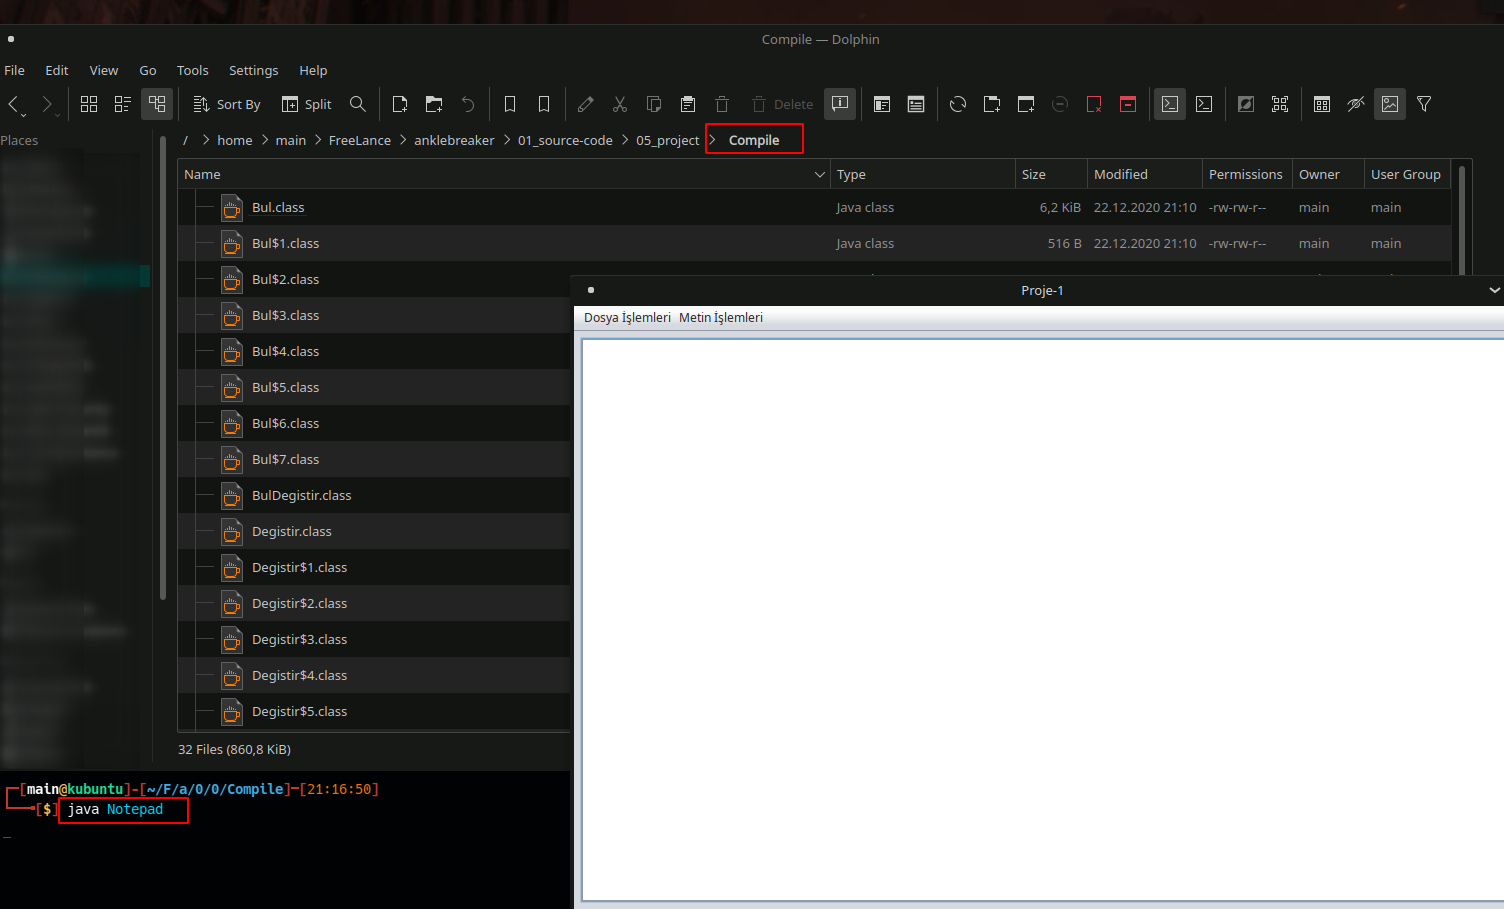 Compile — Dolphin
File Edit View Go Tools Settings Help
Sort By Split Delete
Places
/ > home > main > FreeLance > anklebreaker > 01_source-code > 05_project > Compile
Name Type Size Modified Permissions Owner User Group
Bul.class Java class 6,2 KiB 22.12.2020 21:10 -rw-rw-r-- main main
Bul$1.class Java class 516 B 22.12.2020 21:10 -rw-rw-r-- main main
Bul$2.class
Bul$3.class
Bul$4.class
Bul$5.class
Bul$6.class
Bul$7.class
BulDegistir.class
Degistir.class
Degistir$1.class
Degistir$2.class
Degistir$3.class
Degistir$4.class
Degistir$5.class
32 Files (860,8 KiB)
Proje-1
Dosya İşlemleri Metin İşlemleri
[main@kubuntu]-[~/F/a/0/0/Compile]-[21:16:50]
[$] java Notepad